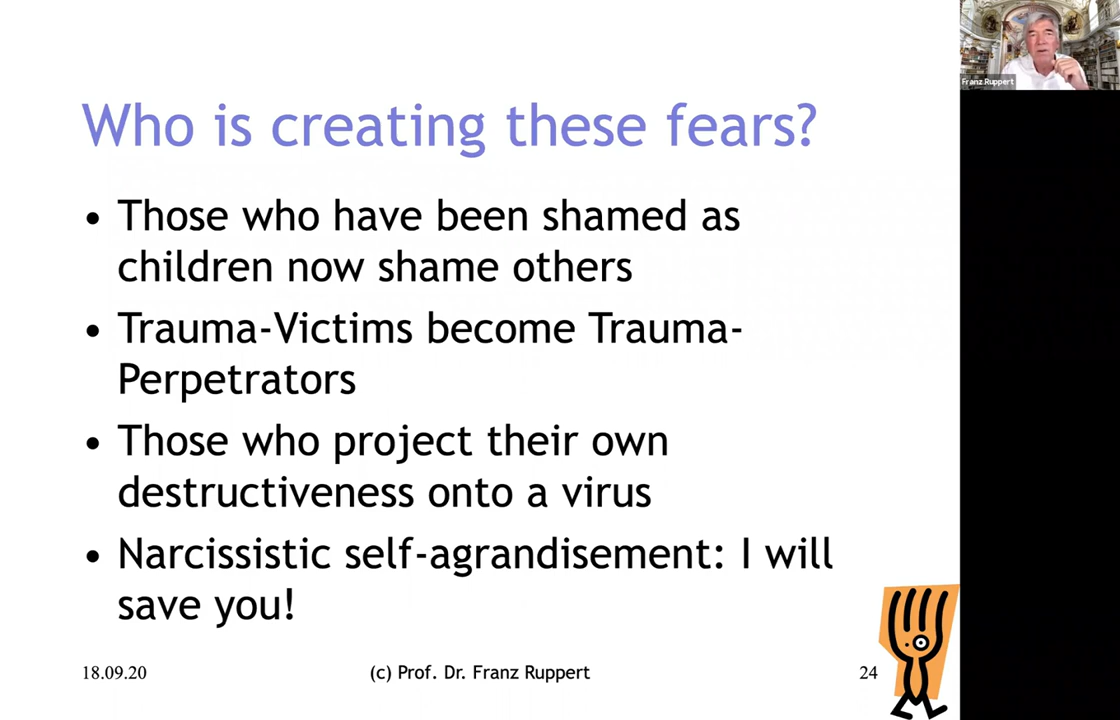 Franz Ruppert
Who is creating these fears?
• Those who have been shamed as
children now shame others
• Trauma-Victims become Trauma-
Perpetrators
• Those who project their own
destructiveness onto a virus
• Narcissistic self-agrandisement: I will
save you!
18.09.20 (c) Prof. Dr. Franz Ruppert 24